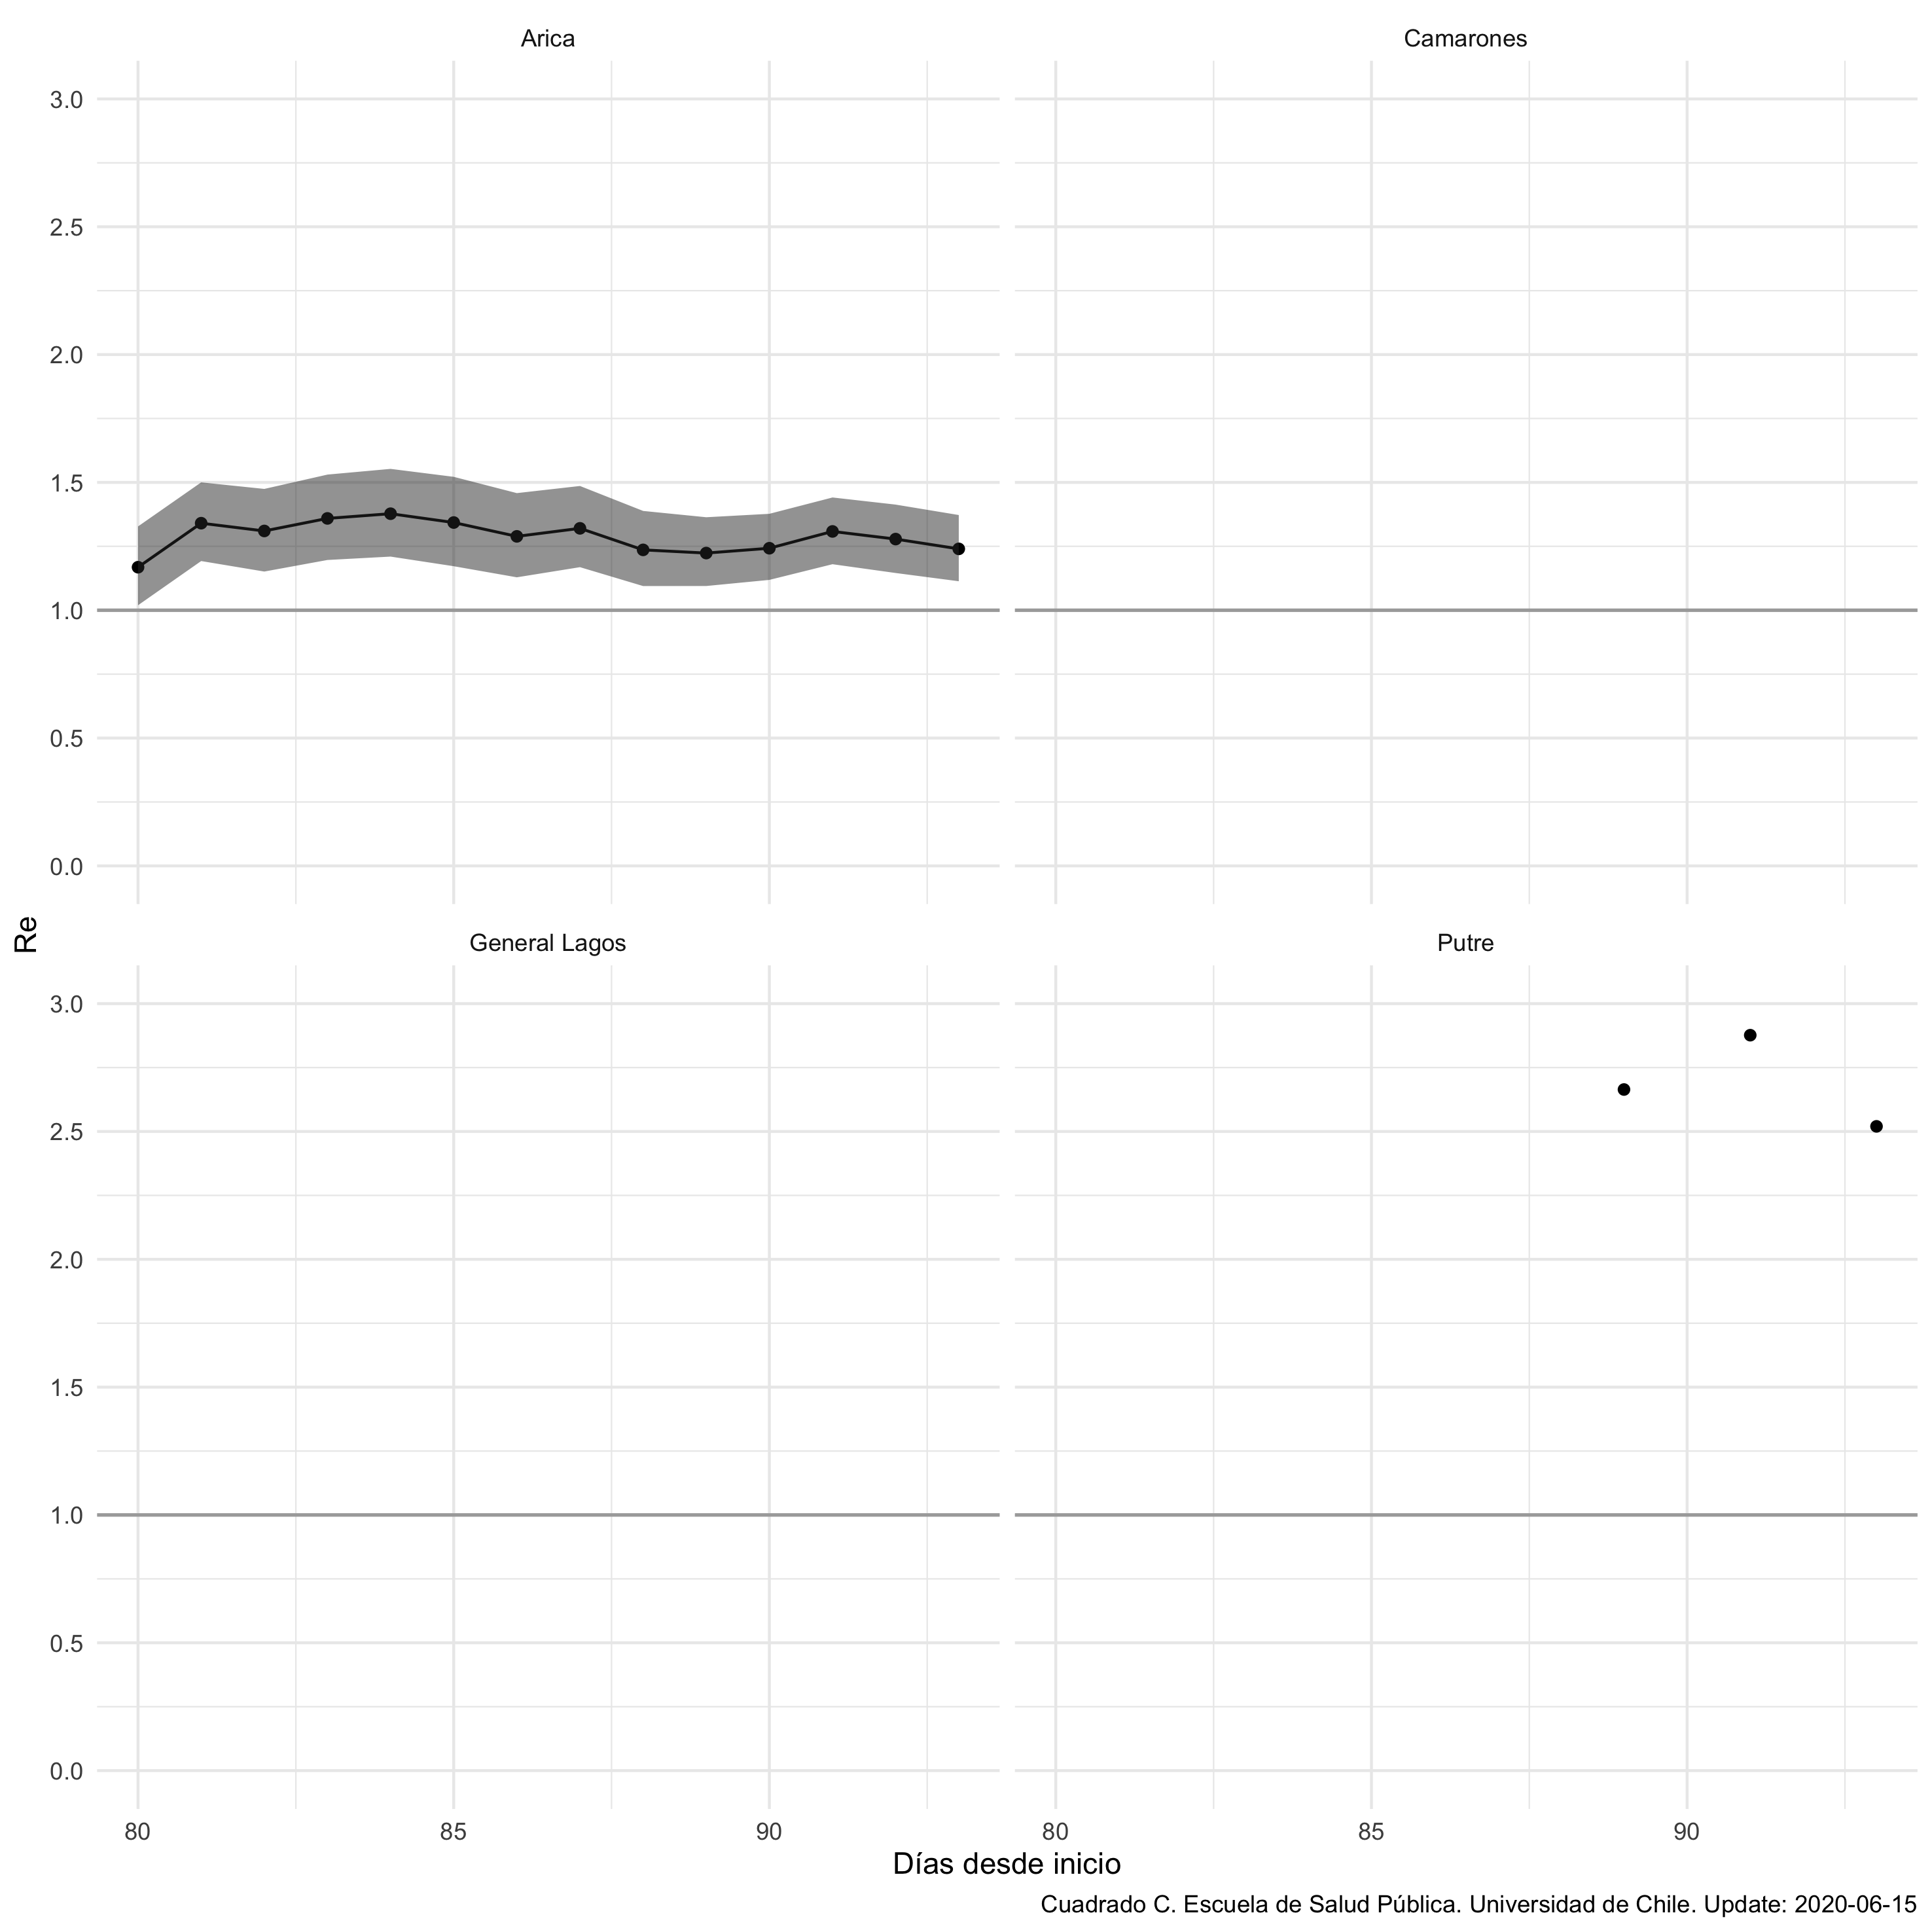 Arica
Camarones
3.0
2.5
2.0
1.5
1.0
0.5
0.0
Re
General Lagos
Putre
3.0
2.5
2.0
1.5
1.0
0.5
0.0
80 85 90 80 85 90
Días desde inicio
Cuadrado C. Escuela de Salud Pública. Universidad de Chile. Update: 2020-06-15